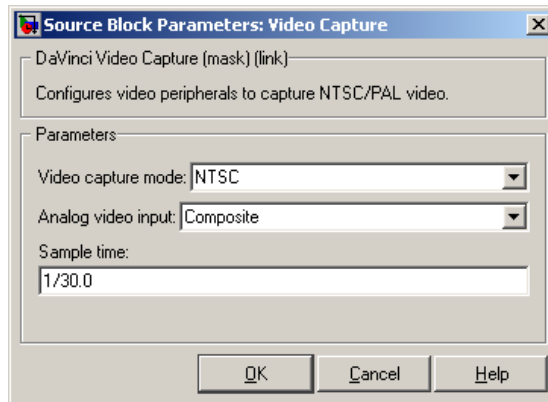 Source Block Parameters: Video Capture
DaVinci Video Capture (mask) (link)
Configures video peripherals to capture NTSC/PAL video.
Parameters
Video capture mode: NTSC
Analog video input: Composite
Sample time:
1/30.0
OK Cancel Help